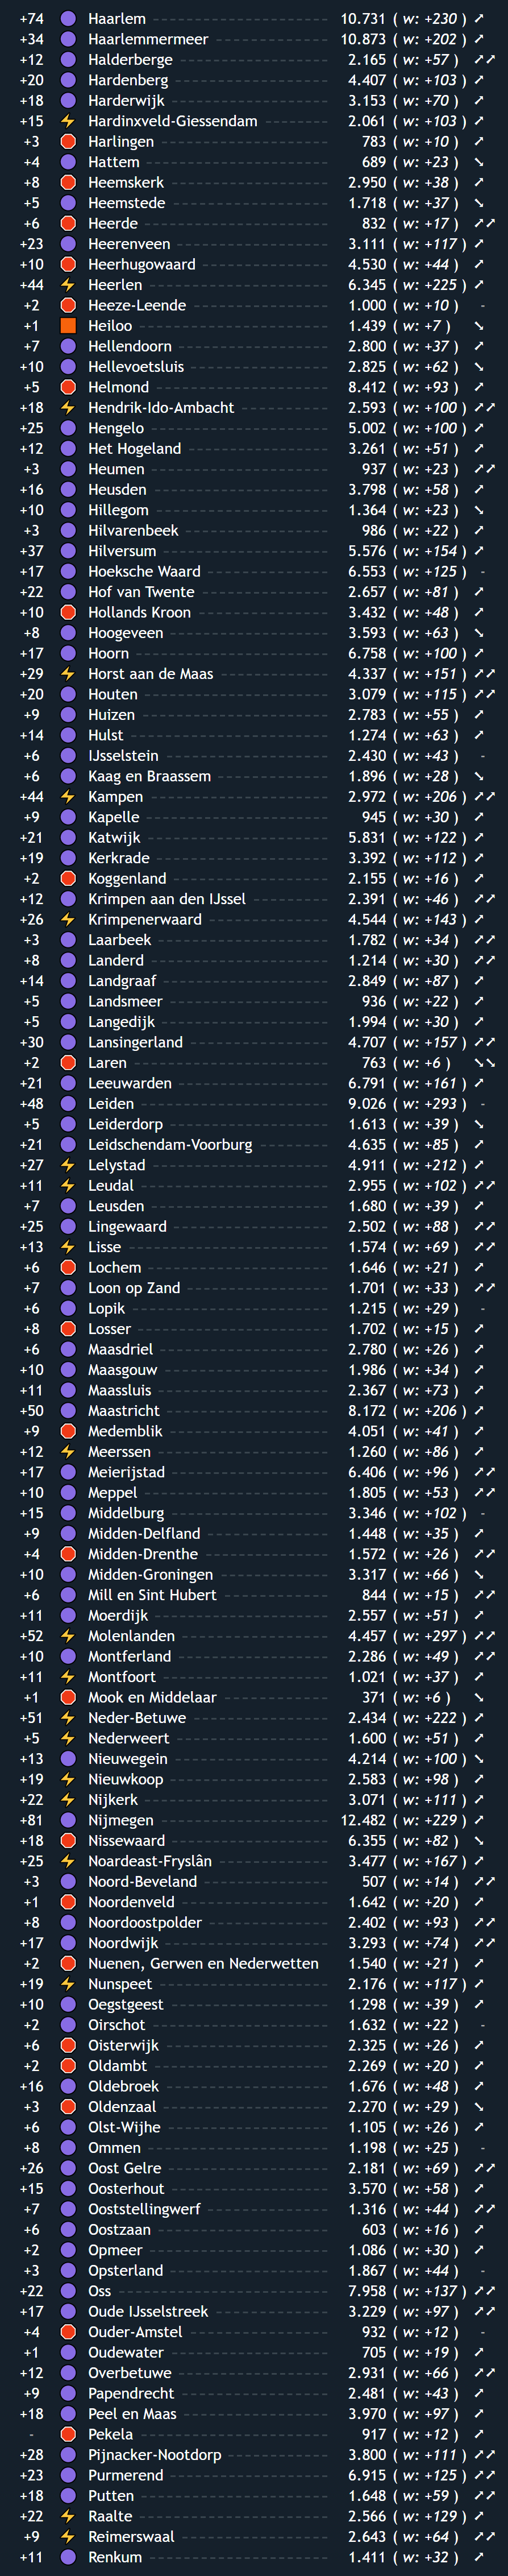 +74 Haarlem 10.731 ( w: +230 ) ↗
+34 Haarlemmermeer 10.873 ( w: +202 ) ↗
+12 Halderberge 2.165 ( w: +57 ) ↗↗
+20 Hardenberg 4.407 ( w: +103 ) ↗
+18 Harderwijk 3.153 ( w: +70 ) ↗
+15 Hardinxveld-Giessendam 2.061 ( w: +103 ) ↗
+3 Harlingen 783 ( w: +10 ) ↗
+4 Hattem 689 ( w: +23 ) ↘
+8 Heemskerk 2.950 ( w: +38 ) ↗
+5 Heemstede 1.718 ( w: +37 ) ↘
+6 Heerde 832 ( w: +17 ) ↗↗
+23 Heerenveen 3.111 ( w: +117 ) ↗
+10 Heerhugowaard 4.530 ( w: +44 ) ↗
+44 Heerlen 6.345 ( w: +225 ) ↗
+2 Heeze-Leende 1.000 ( w: +10 ) -
+1 Heiloo 1.439 ( w: +7 ) ↘
+7 Hellendoorn 2.800 ( w: +37 ) ↗
+10 Hellevoetsluis 2.825 ( w: +62 ) ↘
+5 Helmond 8.412 ( w: +93 ) ↗
+18 Hendrik-Ido-Ambacht 2.593 ( w: +100 ) ↗↗
+25 Hengelo 5.002 ( w: +100 ) ↗
+12 Het Hogeland 3.261 ( w: +51 ) ↗
+3 Heumen 937 ( w: +23 ) ↗↗
+16 Heusden 3.798 ( w: +58 ) ↗
+10 Hillegom 1.364 ( w: +23 ) ↘
+3 Hilvarenbeek 986 ( w: +22 ) ↗
+37 Hilversum 5.576 ( w: +154 ) ↗
+17 Hoeksche Waard 6.553 ( w: +125 ) -
+22 Hof van Twente 2.657 ( w: +81 ) ↗
+10 Hollands Kroon 3.432 ( w: +48 ) ↗
+8 Hoogeveen 3.593 ( w: +63 ) ↘
+17 Hoorn 6.758 ( w: +100 ) ↗
+29 Horst aan de Maas 4.337 ( w: +151 ) ↗↗
+20 Houten 3.079 ( w: +115 ) ↗↗
+9 Huizen 2.783 ( w: +55 ) ↗
+14 Hulst 1.274 ( w: +63 ) ↗
+6 IJsselstein 2.430 ( w: +43 ) -
+6 Kaag en Braassem 1.896 ( w: +28 ) ↘
+44 Kampen 2.972 ( w: +206 ) ↗↗
+9 Kapelle 945 ( w: +30 ) ↗
+21 Katwijk 5.831 ( w: +122 ) ↗
+19 Kerkrade 3.392 ( w: +112 ) ↗
+2 Koggenland 2.155 ( w: +16 ) ↗
+12 Krimpen aan den IJssel 2.391 ( w: +46 ) ↗↗
+26 Krimpenerwaard 4.544 ( w: +143 ) ↗
+3 Laarbeek 1.782 ( w: +34 ) ↗↗
+8 Landerd 1.214 ( w: +30 ) ↗↗
+14 Landgraaf 2.849 ( w: +87 ) ↗
+5 Landsmeer 936 ( w: +22 ) ↗
+5 Langedijk 1.994 ( w: +30 ) ↗
+30 Lansingerland 4.707 ( w: +157 ) ↗↗
+2 Laren 763 ( w: +6 ) ↘↘
+21 Leeuwarden 6.791 ( w: +161 ) ↗
+48 Leiden 9.026 ( w: +293 ) -
+5 Leiderdorp 1.613 ( w: +39 ) ↘
+21 Leidschendam-Voorburg 4.635 ( w: +85 ) ↗
+27 Lelystad 4.911 ( w: +212 ) ↗
+11 Leudal 2.955 ( w: +102 ) ↗↗
+7 Leusden 1.680 ( w: +39 ) ↗
+25 Lingewaard 2.502 ( w: +88 ) ↗↗
+13 Lisse 1.574 ( w: +69 ) ↗↗
+6 Lochem 1.646 ( w: +21 ) ↗
+7 Loon op Zand 1.701 ( w: +33 ) ↗↗
+6 Lopik 1.215 ( w: +29 ) -
+8 Losser 1.702 ( w: +15 ) ↗
+6 Maasdriel 2.780 ( w: +26 ) ↗
+10 Maasgouw 1.986 ( w: +34 ) ↗
+11 Maassluis 2.367 ( w: +73 ) ↗
+50 Maastricht 8.172 ( w: +206 ) ↗
+9 Medemblik 4.051 ( w: +41 ) ↗
+12 Meerssen 1.260 ( w: +86 ) ↗
+17 Meierijstad 6.406 ( w: +96 ) ↗↗
+10 Meppel 1.805 ( w: +53 ) ↗↗
+15 Middelburg 3.346 ( w: +102 ) -
+9 Midden-Delfland 1.448 ( w: +35 ) ↗
+4 Midden-Drenthe 1.572 ( w: +26 ) ↗↗
+10 Midden-Groningen 3.317 ( w: +66 ) ↘
+6 Mill en Sint Hubert 844 ( w: +15 ) ↗↗
+11 Moerdijk 2.557 ( w: +51 ) ↗
+52 Molenlanden 4.457 ( w: +297 ) ↗↗
+10 Montferland 2.286 ( w: +49 ) ↗↗
+11 Montfoort 1.021 ( w: +37 ) ↗
+1 Mook en Middelaar 371 ( w: +6 ) ↘
+51 Neder-Betuwe 2.434 ( w: +222 ) ↗
+5 Nederweert 1.600 ( w: +51 ) ↗
+13 Nieuwegein 4.214 ( w: +100 ) ↘
+19 Nieuwkoop 2.583 ( w: +98 ) ↗
+22 Nijkerk 3.071 ( w: +111 ) ↗
+81 Nijmegen 12.482 ( w: +229 ) ↗
+18 Nissewaard 6.355 ( w: +82 ) ↘
+25 Noardeast-Fryslân 3.477 ( w: +167 ) ↗
+3 Noord-Beveland 507 ( w: +14 ) ↗↗
+1 Noordenveld 1.642 ( w: +20 ) ↗
+8 Noordoostpolder 2.402 ( w: +93 ) ↗↗
+17 Noordwijk 3.293 ( w: +74 ) ↗↗
+2 Nuenen, Gerwen en Nederwetten 1.540 ( w: +21 ) ↗
+19 Nunspeet 2.176 ( w: +117 ) ↗
+10 Oegstgeest 1.298 ( w: +39 ) ↗
+2 Oirschot 1.632 ( w: +22 ) -
+6 Oisterwijk 2.325 ( w: +26 ) ↗
+2 Oldambt 2.269 ( w: +20 ) ↗
+16 Oldebroek 1.676 ( w: +48 ) ↗
+3 Oldenzaal 2.270 ( w: +29 ) ↘
+6 Olst-Wijhe 1.105 ( w: +26 ) ↗
+8 Ommen 1.198 ( w: +25 ) -
+26 Oost Gelre 2.181 ( w: +69 ) ↗↗
+15 Oosterhout 3.570 ( w: +58 ) ↗
+7 Ooststellingwerf 1.316 ( w: +44 ) ↗↗
+6 Oostzaan 603 ( w: +16 ) ↗
+2 Opmeer 1.086 ( w: +30 ) ↗
+3 Opsterland 1.867 ( w: +44 ) -
+22 Oss 7.958 ( w: +137 ) ↗↗
+17 Oude IJsselstreek 3.229 ( w: +97 ) ↗↗
+4 Ouder-Amstel 932 ( w: +12 ) -
+1 Oudewater 705 ( w: +19 ) ↗
+12 Overbetuwe 2.931 ( w: +66 ) ↗↗
+9 Papendrecht 2.481 ( w: +43 ) ↗
+18 Peel en Maas 3.970 ( w: +97 ) ↗
- Pekela 917 ( w: +12 ) ↗
+28 Pijnacker-Nootdorp 3.800 ( w: +111 ) ↗↗
+23 Purmerend 6.915 ( w: +125 ) ↗↗
+18 Putten 1.648 ( w: +59 ) ↗↗
+22 Raalte 2.566 ( w: +129 ) ↗
+9 Reimerswaal 2.643 ( w: +64 ) ↗↗
+11 Renkum 1.411 ( w: +32 ) ↗